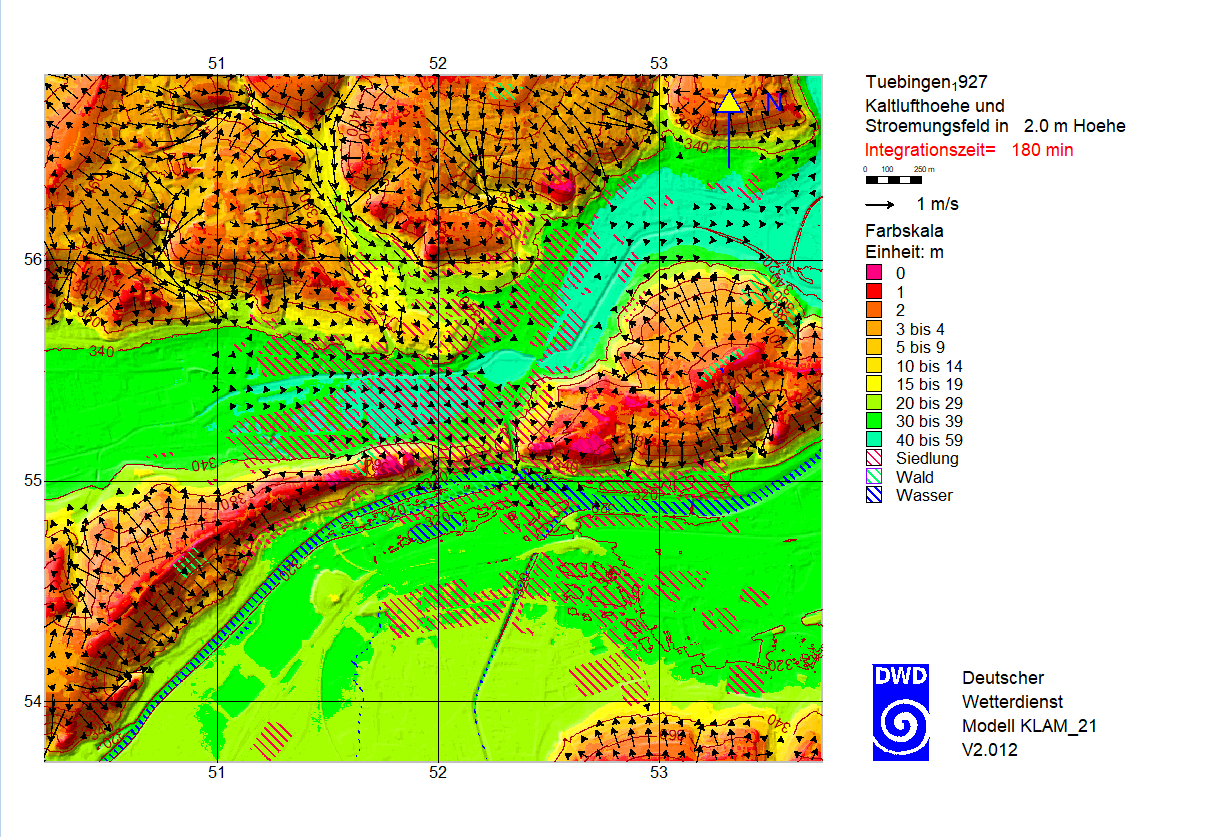 51 52 53
Tuebingen₁927
Kaltlufthoehe und
Stroemungsfeld in 2.0 m Hoehe
Integrationszeit= 180 min
0 100 250 m
1 m/s
Farbskala
Einheit: m
0
1
2
3 bis 4
5 bis 9
10 bis 14
15 bis 19
20 bis 29
30 bis 39
40 bis 59
Siedlung
Wald
Wasser
N
340
56
340
340
55
320
54
340
51 52 53
DWD
Deutscher
Wetterdienst
Modell KLAM_21
V2.012